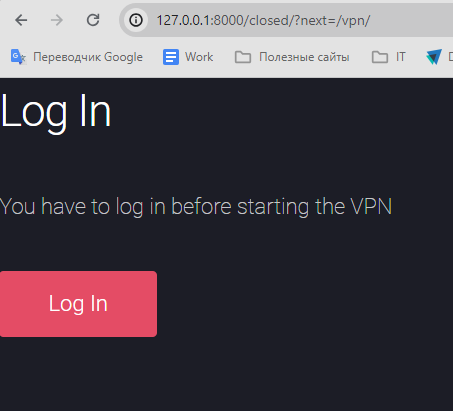 127.0.0.1:8000/closed/?next=/vpn/
Переводчик Google Work Полезные сайты IT
Log In
You have to log in before starting the VPN
Log In